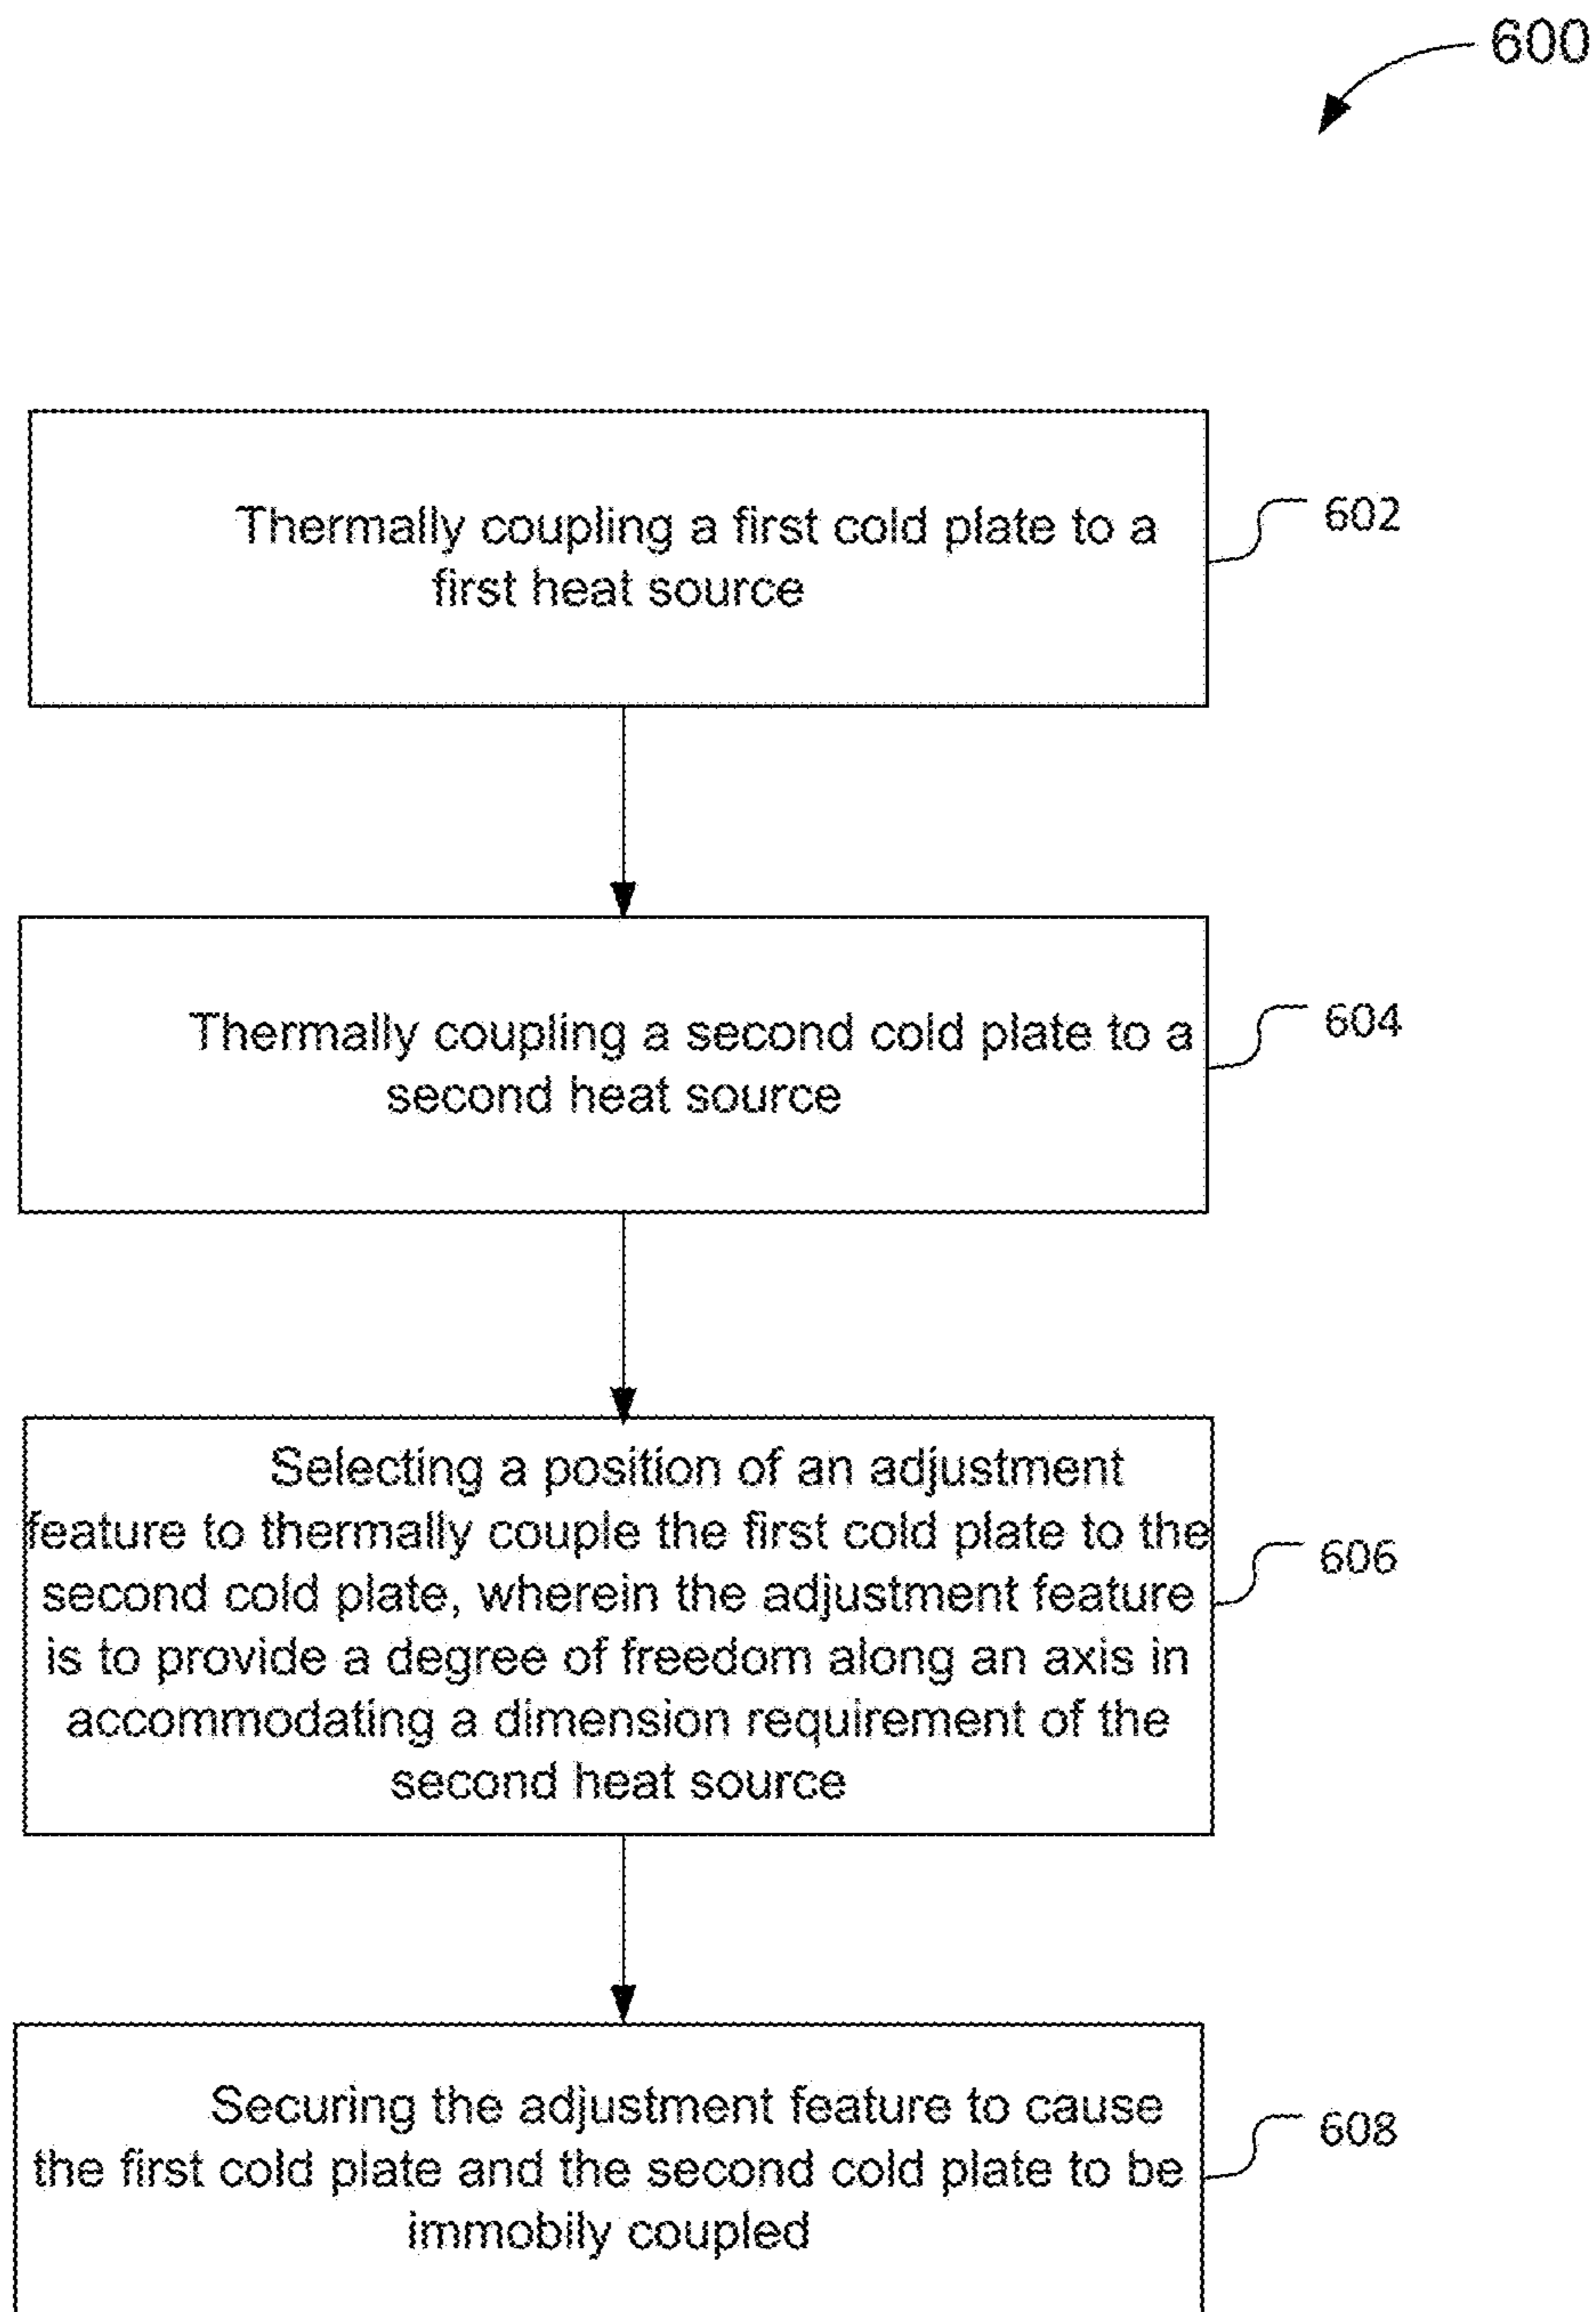 600
Thermally coupling a first cold plate to a
first heat source
602
Thermally coupling a second cold plate to a
second heat source
604
Selecting a position of an adjustment
feature to thermally couple the first cold plate to the
second cold plate, wherein the adjustment feature
is to provide a degree of freedom along an axis in
accommodating a dimension requirement of the
second heat source
606
Securing the adjustment feature to cause
the first cold plate and the second cold plate to be
immobily coupled
608